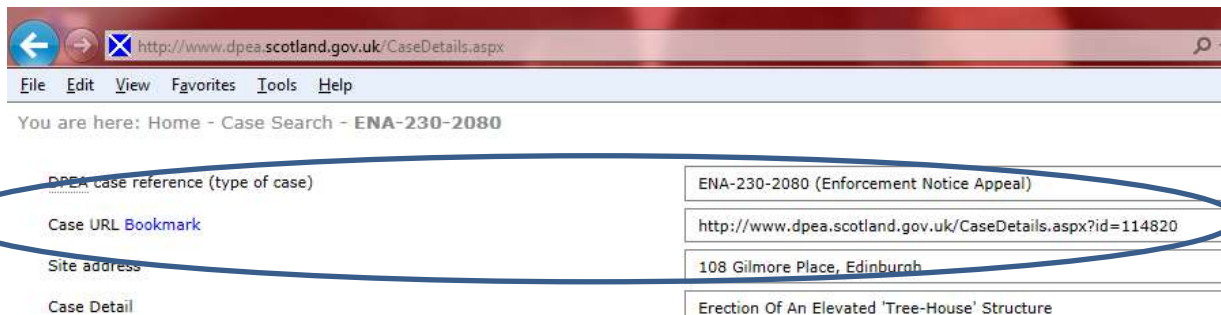 http://www.dpea.scotland.gov.uk/CaseDetails.aspx
File Edit View Favorites Tools Help
You are here: Home - Case Search - ENA-230-2080
DPEA case reference (type of case) ENA-230-2080 (Enforcement Notice Appeal)
Case URL Bookmark http://www.dpea.scotland.gov.uk/CaseDetails.aspx?id=114820
Site address 108 Gilmore Place, Edinburgh
Case Detail Erection Of An Elevated 'Tree-House' Structure